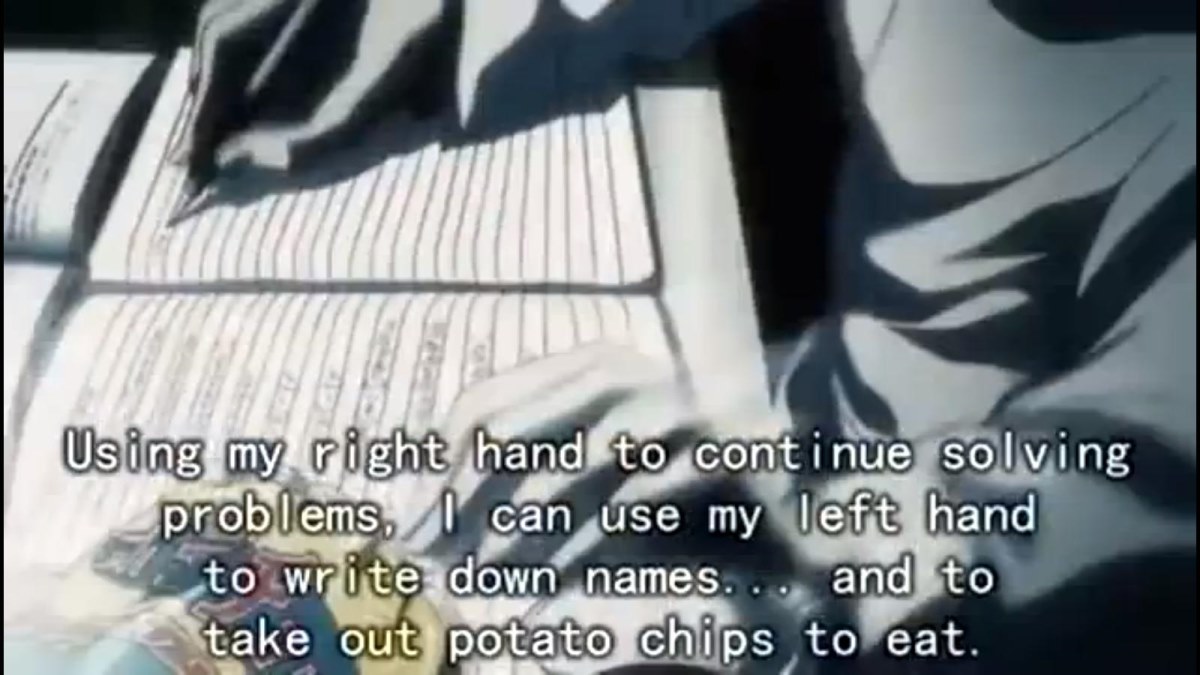 Using my right hand to continue solving
problems, I can use my left hand
to write down names... and to
take out potato chips to eat.